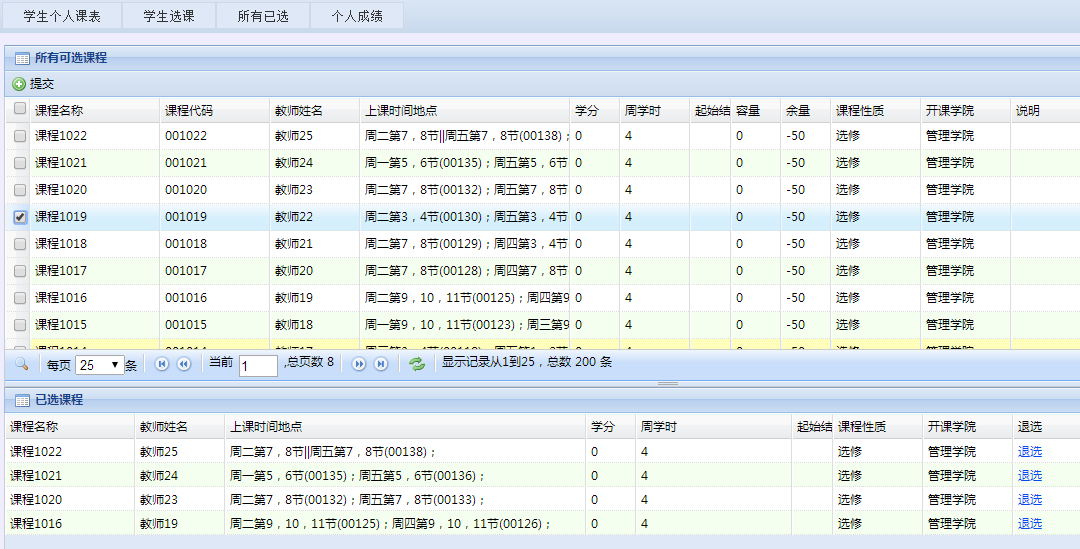 学生个人课表 学生选课 所有已选 个人成绩
所有可选课程
提交
课程名称 课程代码 教师姓名 上课时间地点 学分 周学时 起始结 容量 余量 课程性质 开课学院 说明
课程1022 001022 教师25 周二第7，8节||周五第7，8节(00138)； 0 4 0 -50 选修 管理学院
课程1021 001021 教师24 周一第5，6节(00135)；周五第5，6节 0 4 0 -50 选修 管理学院
课程1020 001020 教师23 周二第7，8节(00132)；周五第7，8节 0 4 0 -50 选修 管理学院
课程1019 001019 教师22 周二第3，4节(00130)；周五第3，4节 0 4 0 -50 选修 管理学院
课程1018 001018 教师21 周二第7，8节(00129)；周四第3，4节 0 4 0 -50 选修 管理学院
课程1017 001017 教师20 周二第7，8节(00128)；周四第7，8节 0 4 0 -50 选修 管理学院
课程1016 001016 教师19 周二第9，10，11节(00125)；周四第9 0 4 0 -50 选修 管理学院
课程1015 001015 教师18 周一第9，10，11节(00123)；周三第9 0 4 0 -50 选修 管理学院
每页 25 条 当前 1 ,总页数 8 显示记录从1到25，总数 200 条
已选课程
课程名称 教师姓名 上课时间地点 学分 周学时 起始结 课程性质 开课学院 退选
课程1022 教师25 周二第7，8节||周五第7，8节(00138)； 0 4 选修 管理学院 退选
课程1021 教师24 周一第5，6节(00135)；周五第5，6节(00136)； 0 4 选修 管理学院 退选
课程1020 教师23 周二第7，8节(00132)；周五第7，8节(00133)； 0 4 选修 管理学院 退选
课程1016 教师19 周二第9，10，11节(00125)；周四第9，10，11节(00126)； 0 4 选修 管理学院 退选